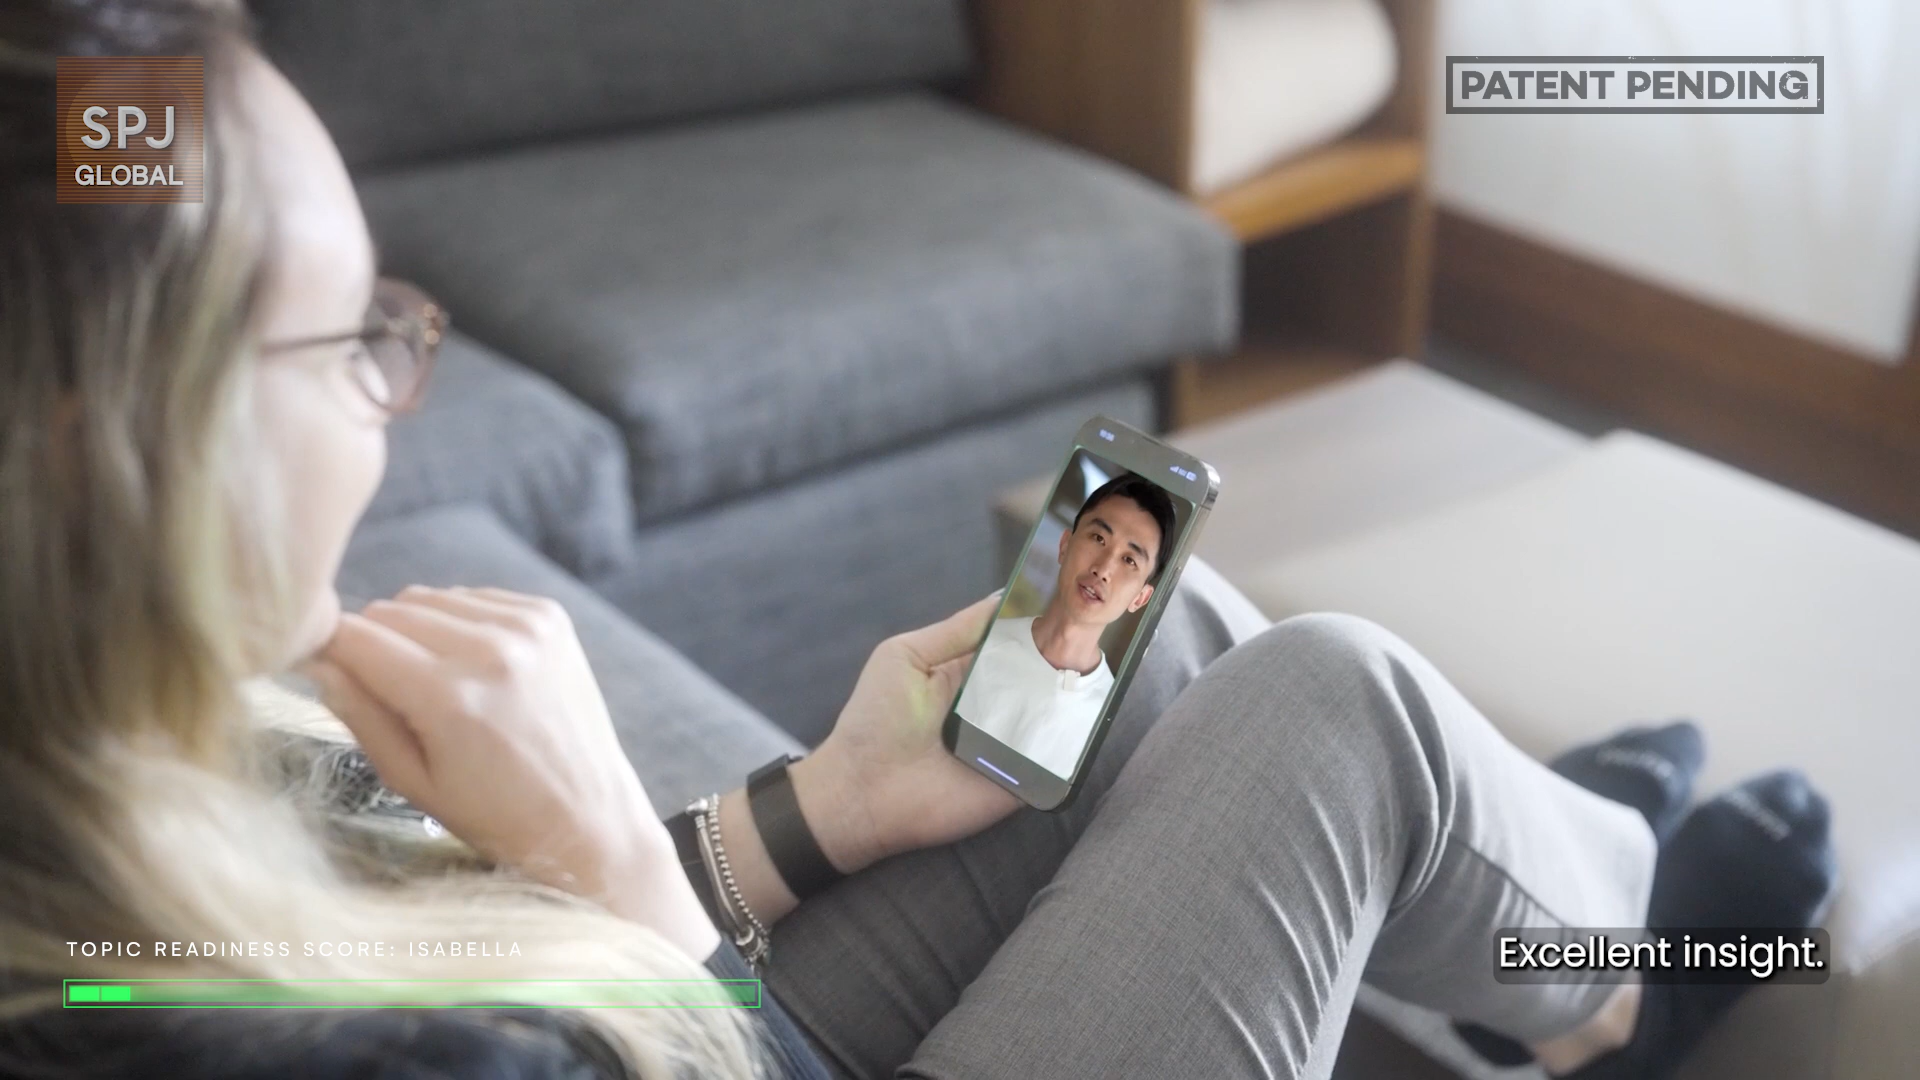 SPJ
GLOBAL
PATENT PENDING
TOPIC READINESS SCORE: ISABELLA
Excellent insight.